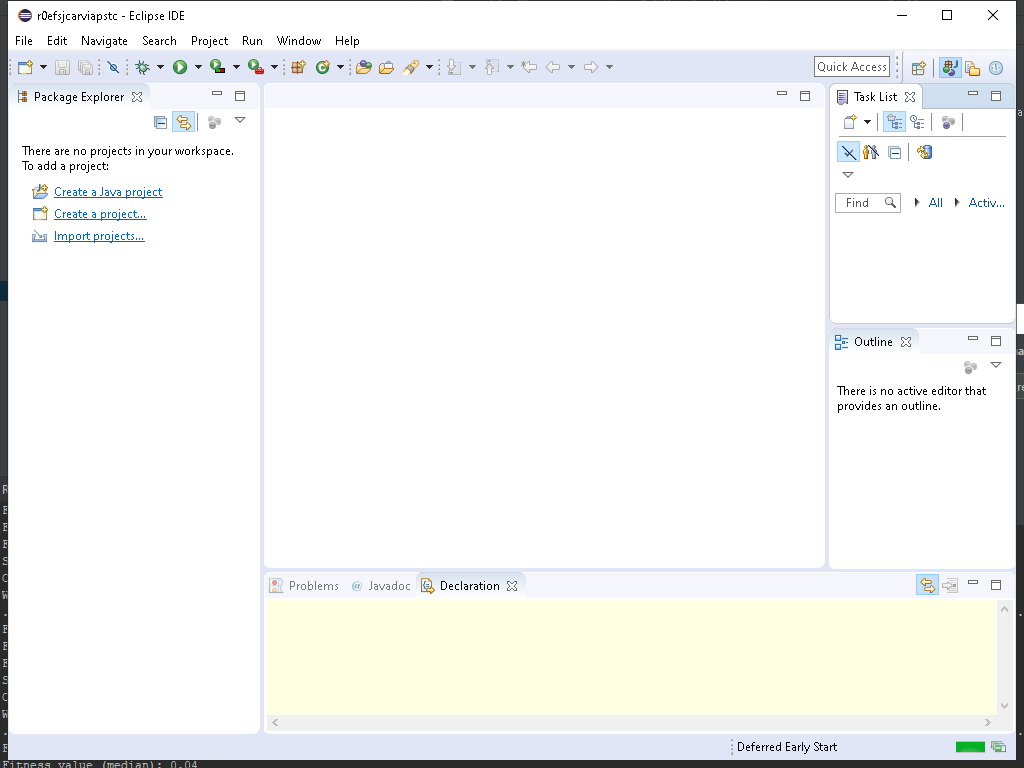 r0efsjcarviapstc - Eclipse IDE
File Edit Navigate Search Project Run Window Help
Quick Access
Package Explorer
Task List
There are no projects in your workspace.
To add a project:
Create a Java project
Create a project...
Import projects...
Find
All
Activ...
Outline
There is no active editor that
provides an outline.
Problems
@ Javadoc
Declaration
Deferred Early Start
Fitness value (median): 0.04